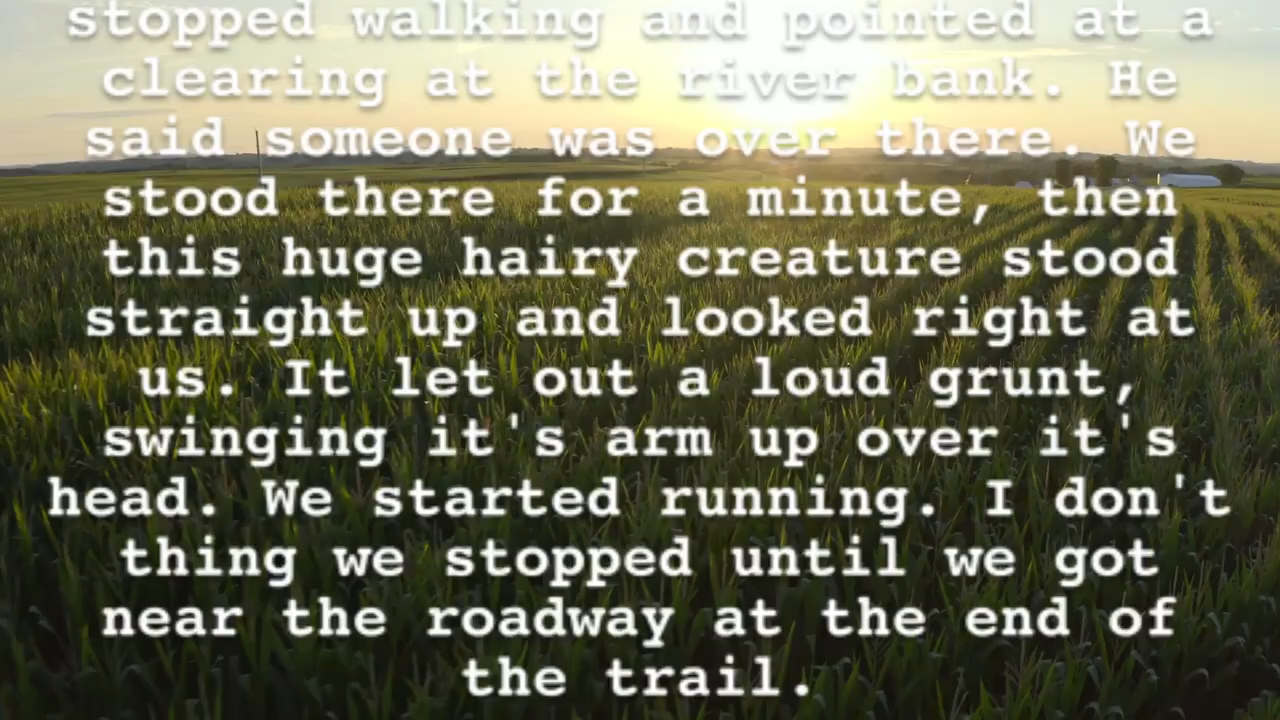 stopped walking and pointed at a
clearing at the river bank. He
said someone was over there. We
stood there for a minute, then
this huge hairy creature stood
straight up and looked right at
us. It let out a loud grunt,
swinging it's arm up over it's
head. We started running. I don't
thing we stopped until we got
near the roadway at the end of
the trail.